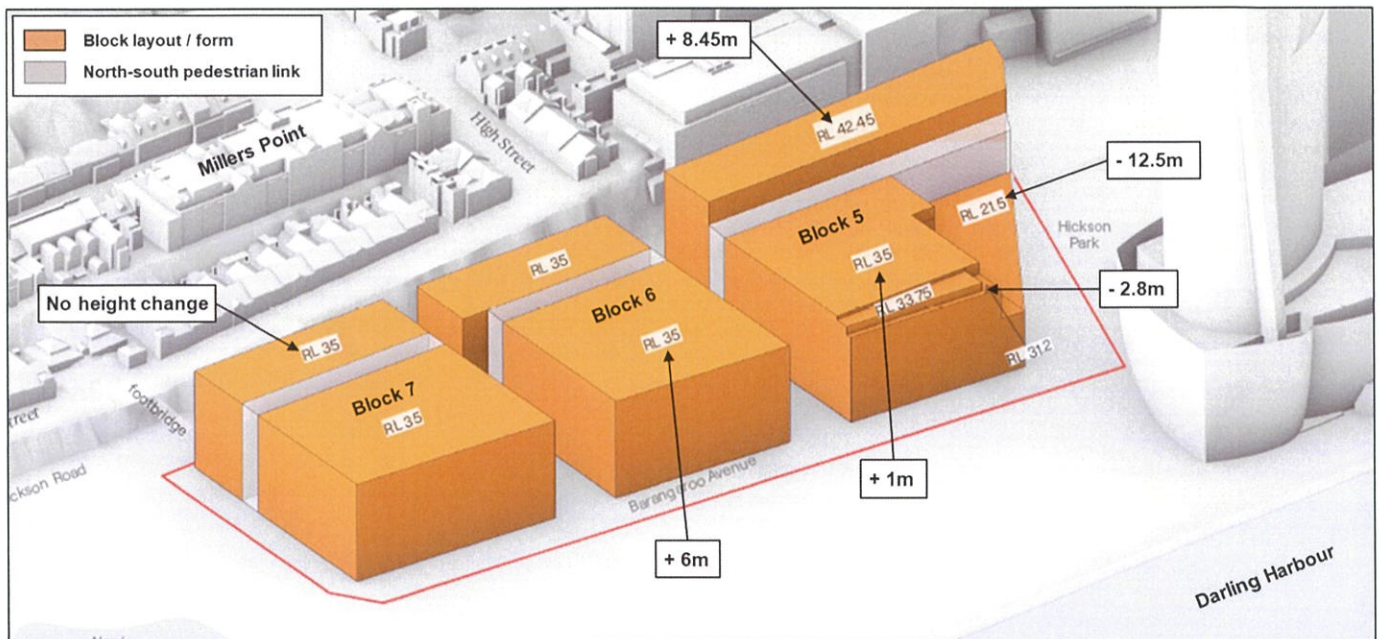 Block layout / form
North-south pedestrian link
+ 8.45m
RL 42.45
Millers Point
High Street
- 12.5m
RL 21.5
Hickson
Park
Block 5
RL 35
- 2.8m
RL 33.75
RL 31.2
No height change
RL 35
Block 6
RL 35
RL 35
Block 7
RL 35
footbridge
Barangaroo Avenue
+ 1m
+ 6m
Darling Harbour